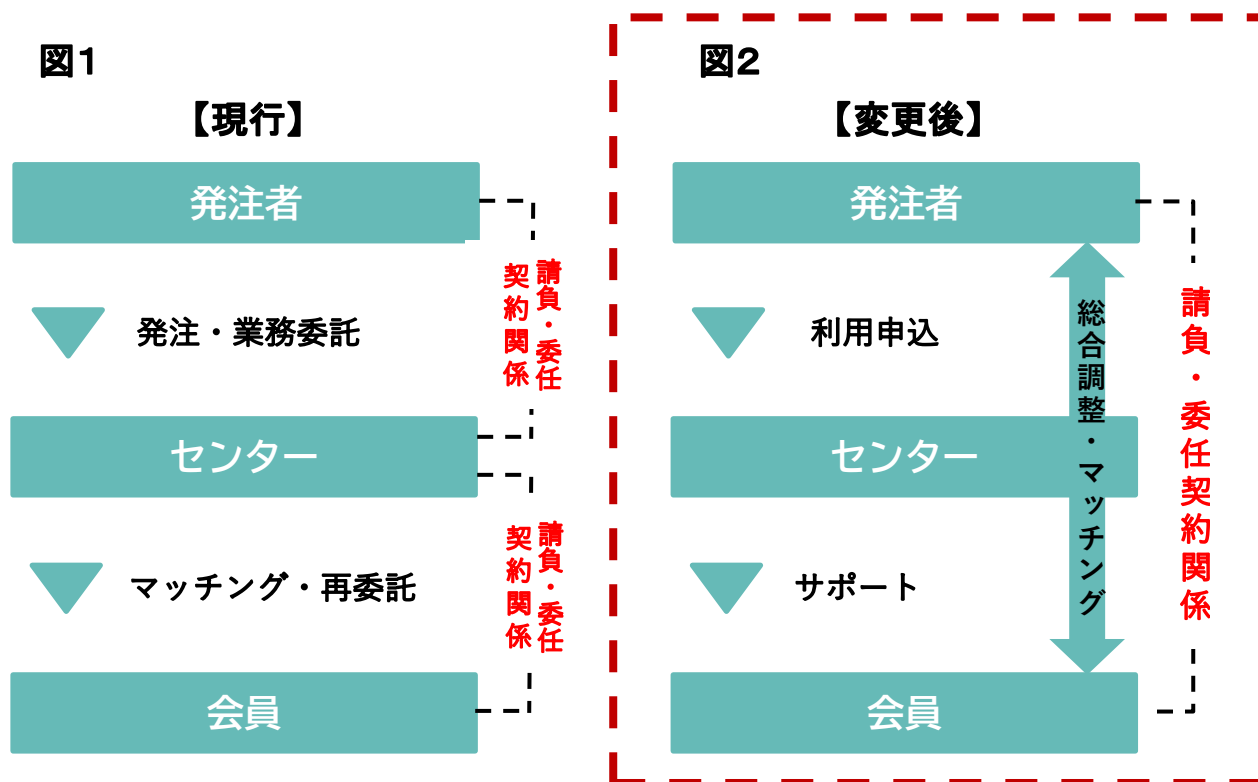 図1
【現行】
発注者
発注・業務委託
請負・委任
契約関係
センター
マッチング・再委託
請負・委任
契約関係
会員
図2
【変更後】
発注者
利用申込
センター
サポート
会員
総合調整・マッチング
請負・委任契約関係